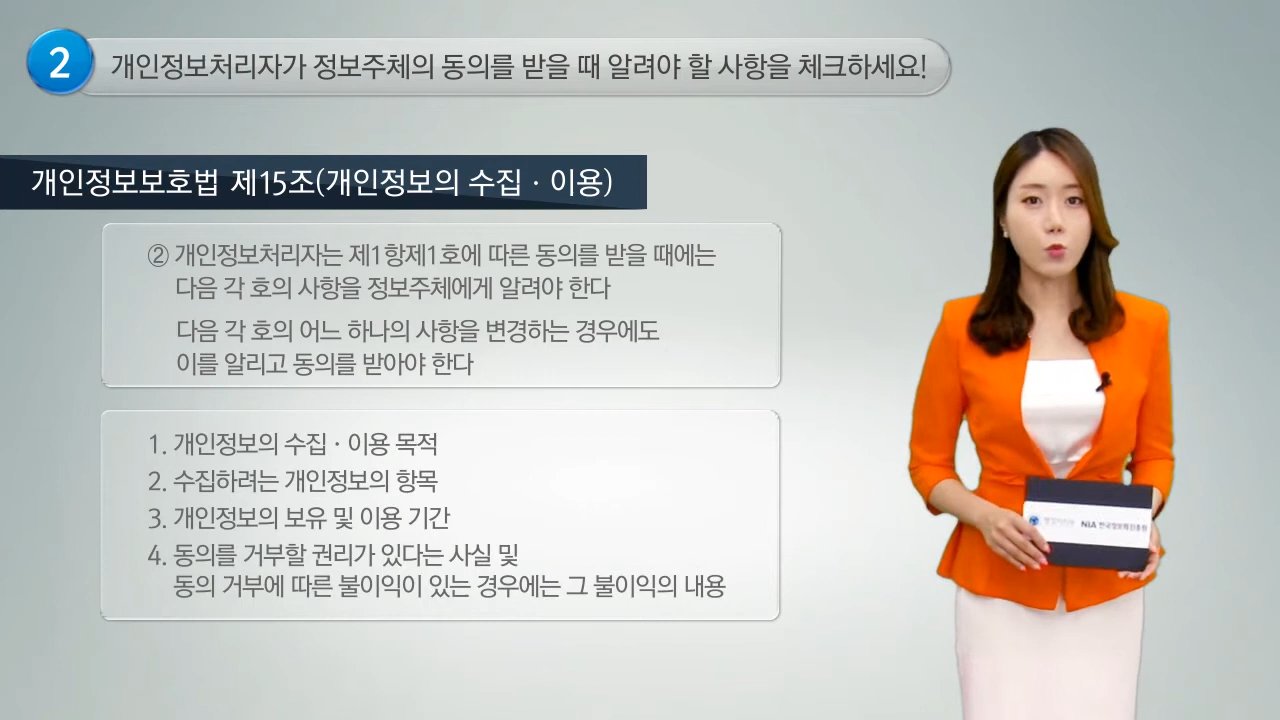 2
개인정보처리자가 정보주체의 동의를 받을 때 알려야 할 사항을 체크하세요!
개인정보보호법 제15조(개인정보의 수집 · 이용)
② 개인정보처리자는 제1항제1호에 따른 동의를 받을 때에는
다음 각 호의 사항을 정보주체에게 알려야 한다
다음 각 호의 어느 하나의 사항을 변경하는 경우에도
이를 알리고 동의를 받아야 한다
1. 개인정보의 수집 · 이용 목적
2. 수집하려는 개인정보의 항목
3. 개인정보의 보유 및 이용 기간
4. 동의를 거부할 권리가 있다는 사실 및
동의 거부에 따른 불이익이 있는 경우에는 그 불이익의 내용
NIA 한국정보화진흥원